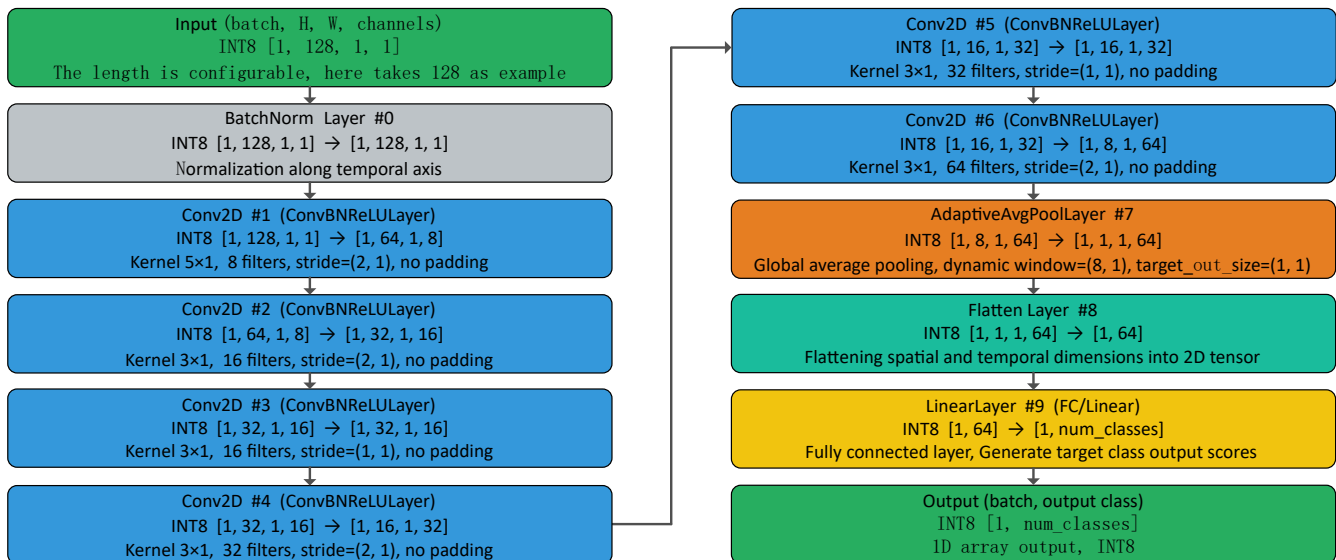 Input (batch, H, W, channels)
INT8 [1, 128, 1, 1]
The length is configurable, here takes 128 as example
BatchNorm Layer #0
INT8 [1, 128, 1, 1] → [1, 128, 1, 1]
Normalization along temporal axis
Conv2D #1 (ConvBNReLULayer)
INT8 [1, 128, 1, 1] → [1, 64, 1, 8]
Kernel 5×1, 8 filters, stride=(2, 1), no padding
Conv2D #2 (ConvBNReLULayer)
INT8 [1, 64, 1, 8] → [1, 32, 1, 16]
Kernel 3×1, 16 filters, stride=(2, 1), no padding
Conv2D #3 (ConvBNReLULayer)
INT8 [1, 32, 1, 16] → [1, 32, 1, 16]
Kernel 3×1, 16 filters, stride=(1, 1), no padding
Conv2D #4 (ConvBNReLULayer)
INT8 [1, 32, 1, 16] → [1, 16, 1, 32]
Kernel 3×1, 32 filters, stride=(2, 1), no padding
Conv2D #5 (ConvBNReLULayer)
INT8 [1, 16, 1, 32] → [1, 16, 1, 32]
Kernel 3×1, 32 filters, stride=(1, 1), no padding
Conv2D #6 (ConvBNReLULayer)
INT8 [1, 16, 1, 32] → [1, 8, 1, 64]
Kernel 3×1, 64 filters, stride=(2, 1), no padding
AdaptiveAvgPoolLayer #7
INT8 [1, 8, 1, 64] → [1, 1, 1, 64]
Global average pooling, dynamic window=(8, 1), target_out_size=(1, 1)
Flatten Layer #8
INT8 [1, 1, 1, 64] → [1, 64]
Flattening spatial and temporal dimensions into 2D tensor
LinearLayer #9 (FC/Linear)
INT8 [1, 64] → [1, num_classes]
Fully connected layer, Generate target class output scores
Output (batch, output class)
INT8 [1, num_classes]
1D array output, INT8